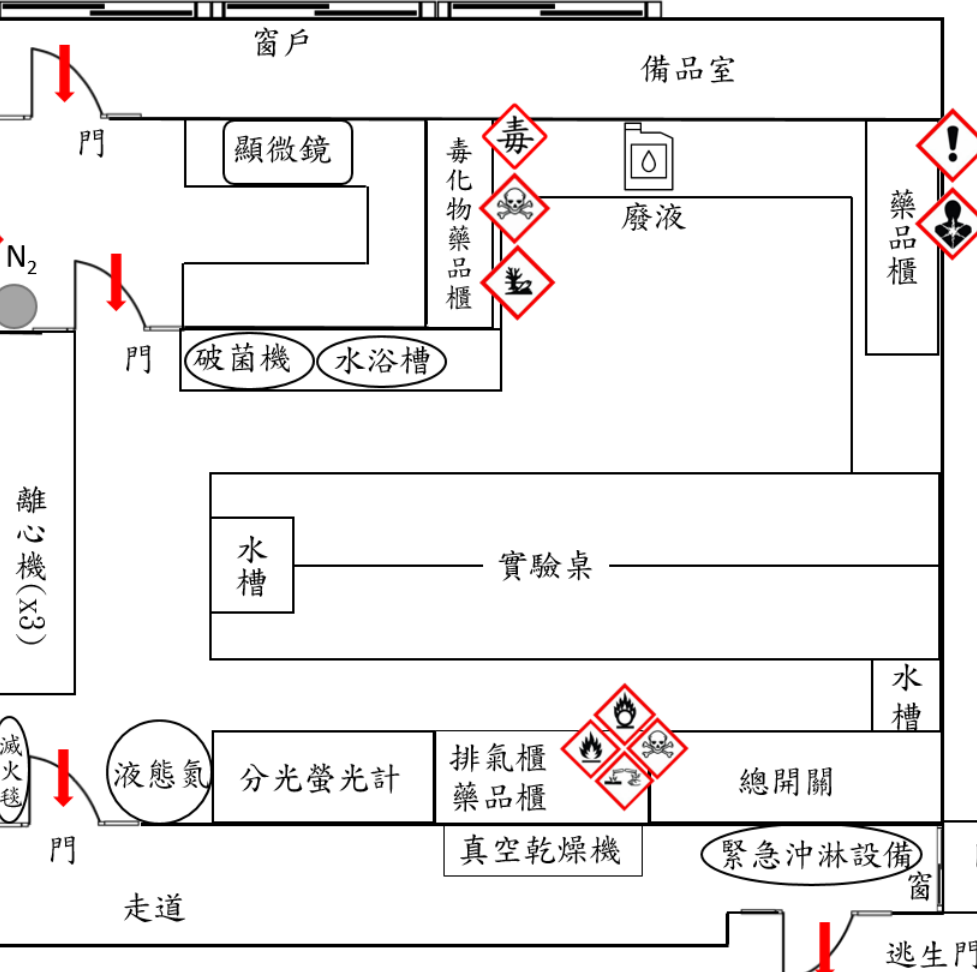 窗戶
備品室
門
顯微鏡
毒化物藥品櫃
毒
廢液
藥品櫃
N₂
門
破菌機
水浴槽
離心機(x3)
水槽
實驗桌
水槽
滅火毯
液態氮
分光螢光計
排氣櫃
藥品櫃
總開關
門
真空乾燥機
緊急沖淋設備
窗
走道
逃生門